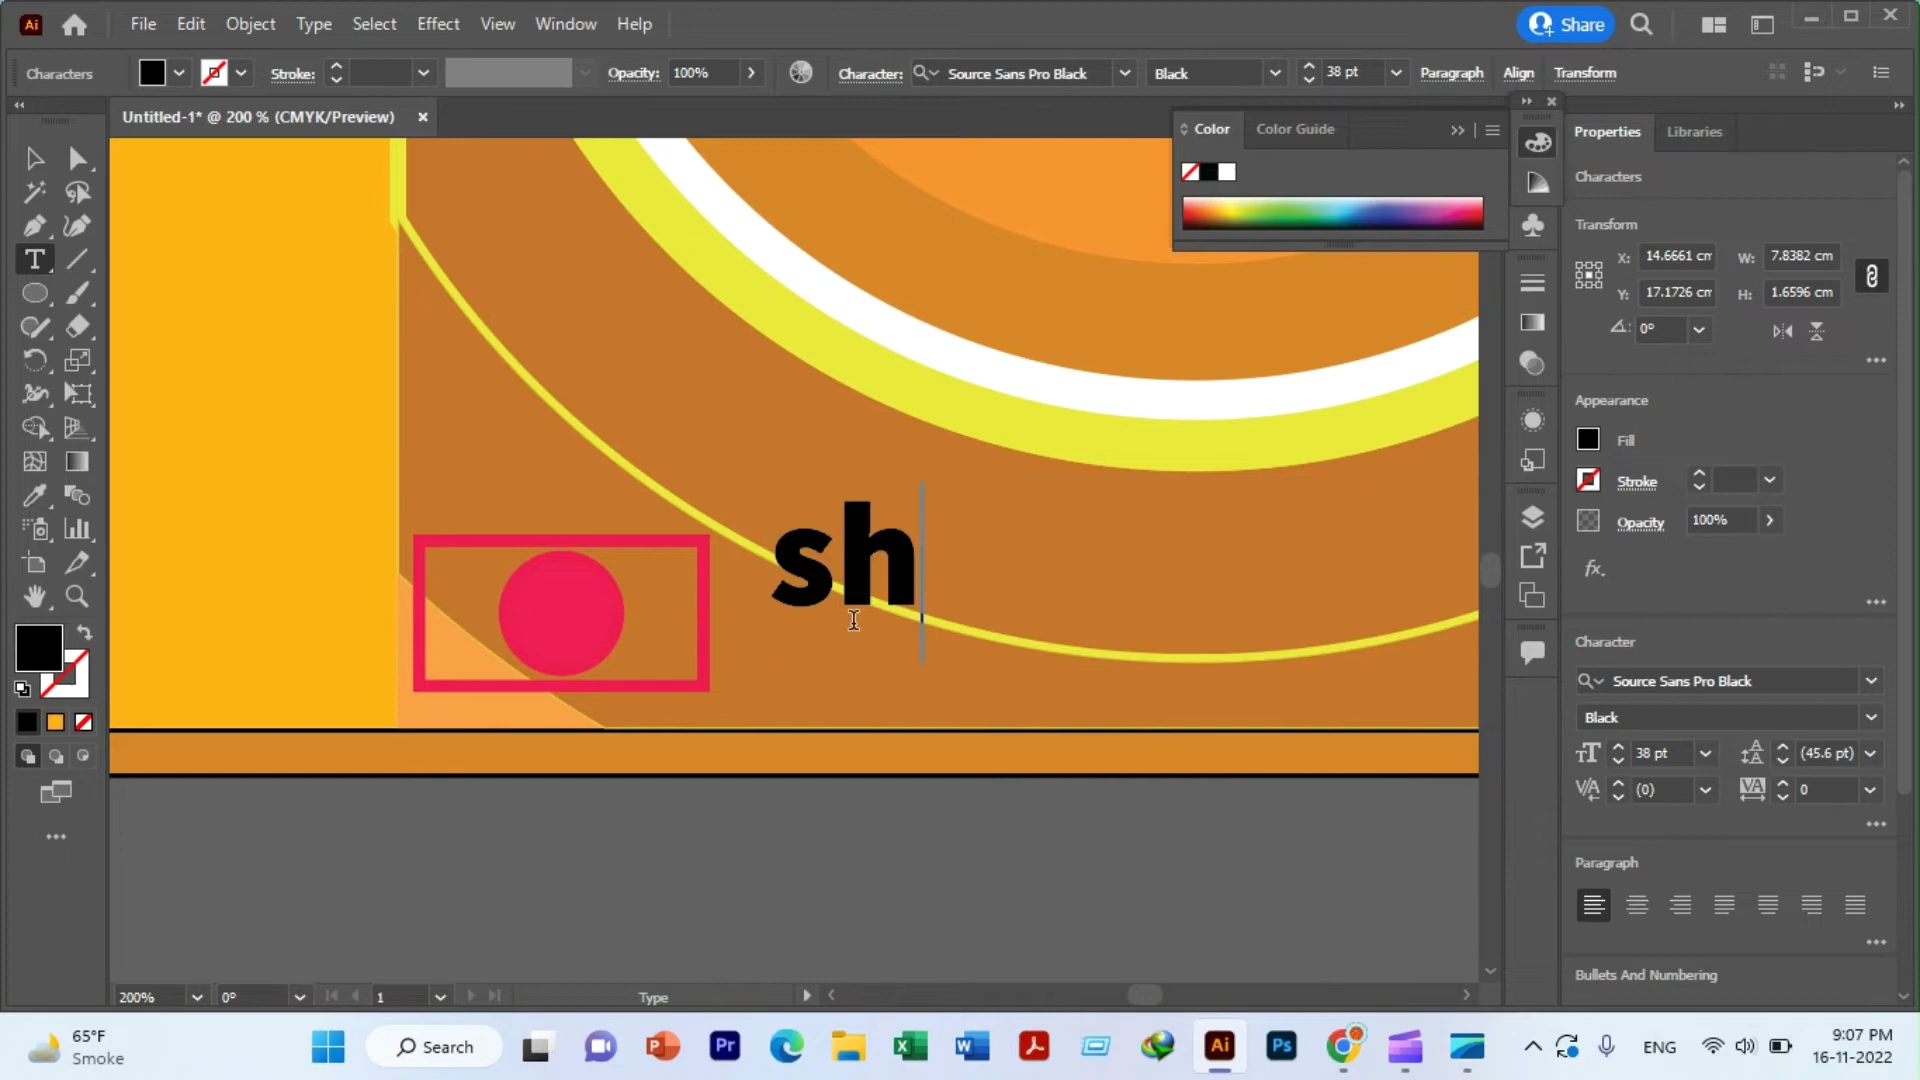 Ai File Edit Object Type Select Effect View Window Help Share
Characters Stroke: Opacity: 100% Character: Source Sans Pro Black Black 38 pt Paragraph Align Transform
Untitled-1* @ 200 % (CMYK/Preview)
Color Color Guide
Properties Libraries
Characters
Transform
X: 14.6661 cm W: 7.8382 cm
Y: 17.1726 cm H: 1.6596 cm
0°
Appearance
Fill
Stroke
Opacity 100%
fx.
Character
Source Sans Pro Black
Black
38 pt (45.6 pt)
(0) 0
Paragraph
Bullets And Numbering
sh
200% 0° 1 Type
65°F
Smoke
Search
Pr
W
Ai
Ps
ENG
9:07 PM
16-11-2022